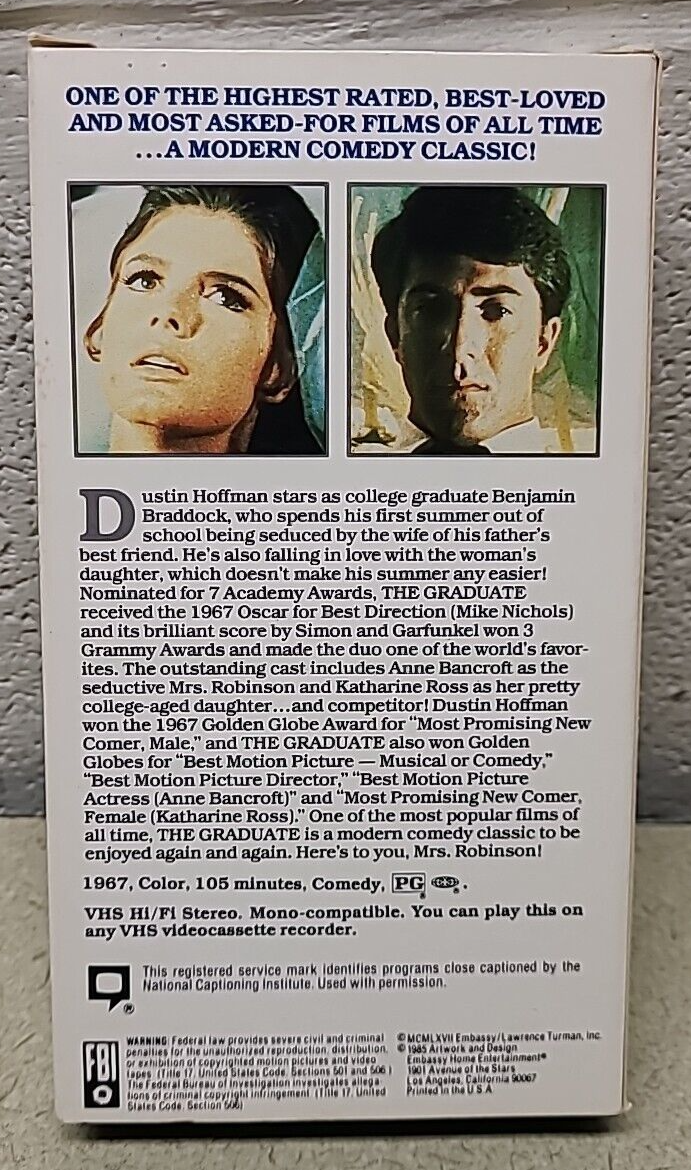 ONE OF THE HIGHEST RATED, BEST-LOVED
AND MOST ASKED-FOR FILMS OF ALL TIME
...A MODERN COMEDY CLASSIC!
Dustin Hoffman stars as college graduate Benjamin
Braddock, who spends his first summer out of
school being seduced by the wife of his father's
best friend. He's also falling in love with the woman's
daughter, which doesn't make his summer any easier!
Nominated for 7 Academy Awards, THE GRADUATE
received the 1967 Oscar for Best Direction (Mike Nichols)
and its brilliant score by Simon and Garfunkel won 3
Grammy Awards and made the duo one of the world's favor-
ites. The outstanding cast includes Anne Bancroft as the
seductive Mrs. Robinson and Katharine Ross as her pretty
college-aged daughter...and competitor! Dustin Hoffman
won the 1967 Golden Globe Award for "Most Promising New
Comer, Male," and THE GRADUATE also won Golden
Globes for "Best Motion Picture — Musical or Comedy,"
"Best Motion Picture Director," "Best Motion Picture
Actress (Anne Bancroft)" and "Most Promising New Comer,
Female (Katharine Ross)." One of the most popular films of
all time, THE GRADUATE is a modern comedy classic to be
enjoyed again and again. Here's to you, Mrs. Robinson!
1967, Color, 105 minutes, Comedy, PG ® .
VHS Hi/Fi Stereo. Mono-compatible. You can play this on
any VHS videocassette recorder.
This registered service mark identifies programs close captioned by the
National Captioning Institute. Used with permission.
®
FBI
WARNING: Federal law provides severe civil and criminal
penalties for the unauthorized reproduction, distribution,
or exhibition of copyrighted motion pictures and video
tapes. (Title 17, United States Code, Sections 501 and 506.)
The Federal Bureau of Investigation investigates allega-
tions of criminal copyright infringement. (Title 17, United
States Code, Section 506)
© MCMLXVII Embassy/Lawrence Turman, Inc.
© 1985 Artwork and Design
Embassy Home Entertainment®
1901 Avenue of the Stars
Los Angeles, California 90067
Printed in the U.S.A.